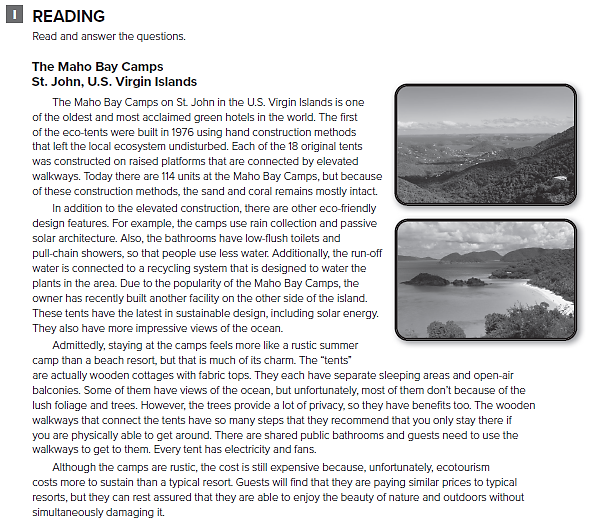 I READING
Read and answer the questions.
The Maho Bay Camps
St. John, U.S. Virgin Islands
The Maho Bay Camps on St. John in the U.S. Virgin Islands is one
of the oldest and most acclaimed green hotels in the world. The first
of the eco-tents were built in 1976 using hand construction methods
that left the local ecosystem undisturbed. Each of the 18 original tents
was constructed on raised platforms that are connected by elevated
walkways. Today there are 114 units at the Maho Bay Camps, but because
of these construction methods, the sand and coral remains mostly intact.
In addition to the elevated construction, there are other eco-friendly
design features. For example, the camps use rain collection and passive
solar architecture. Also, the bathrooms have low-flush toilets and
pull-chain showers, so that people use less water. Additionally, the run-off
water is connected to a recycling system that is designed to water the
plants in the area. Due to the popularity of the Maho Bay Camps, the
owner has recently built another facility on the other side of the island.
These tents have the latest in sustainable design, including solar energy.
They also have more impressive views of the ocean.
Admittedly, staying at the camps feels more like a rustic summer
camp than a beach resort, but that is much of its charm. The “tents”
are actually wooden cottages with fabric tops. They each have separate sleeping areas and open-air
balconies. Some of them have views of the ocean, but unfortunately, most of them don’t because of the
lush foliage and trees. However, the trees provide a lot of privacy, so they have benefits too. The wooden
walkways that connect the tents have so many steps that they recommend that you only stay there if
you are physically able to get around. There are shared public bathrooms and guests need to use the
walkways to get to them. Every tent has electricity and fans.
Although the camps are rustic, the cost is still expensive because, unfortunately, ecotourism
costs more to sustain than a typical resort. Guests will find that they are paying similar prices to typical
resorts, but they can rest assured that they are able to enjoy the beauty of nature and outdoors without
simultaneously damaging it.